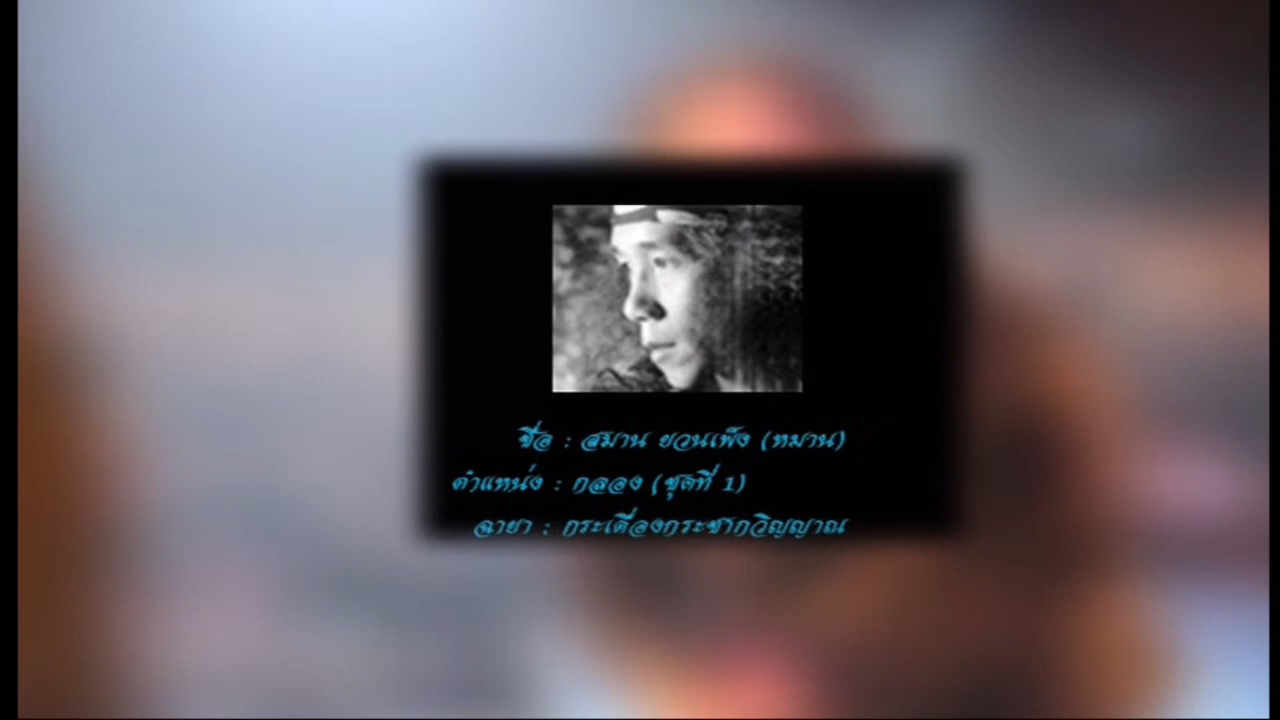 ชื่อ : สมาน ยวนเพ็ง (หมาน)
ตำแหน่ง : กลอง (ชุดที่ 1)
ฉายา : กระเดื่องกระชากวิญญาณ